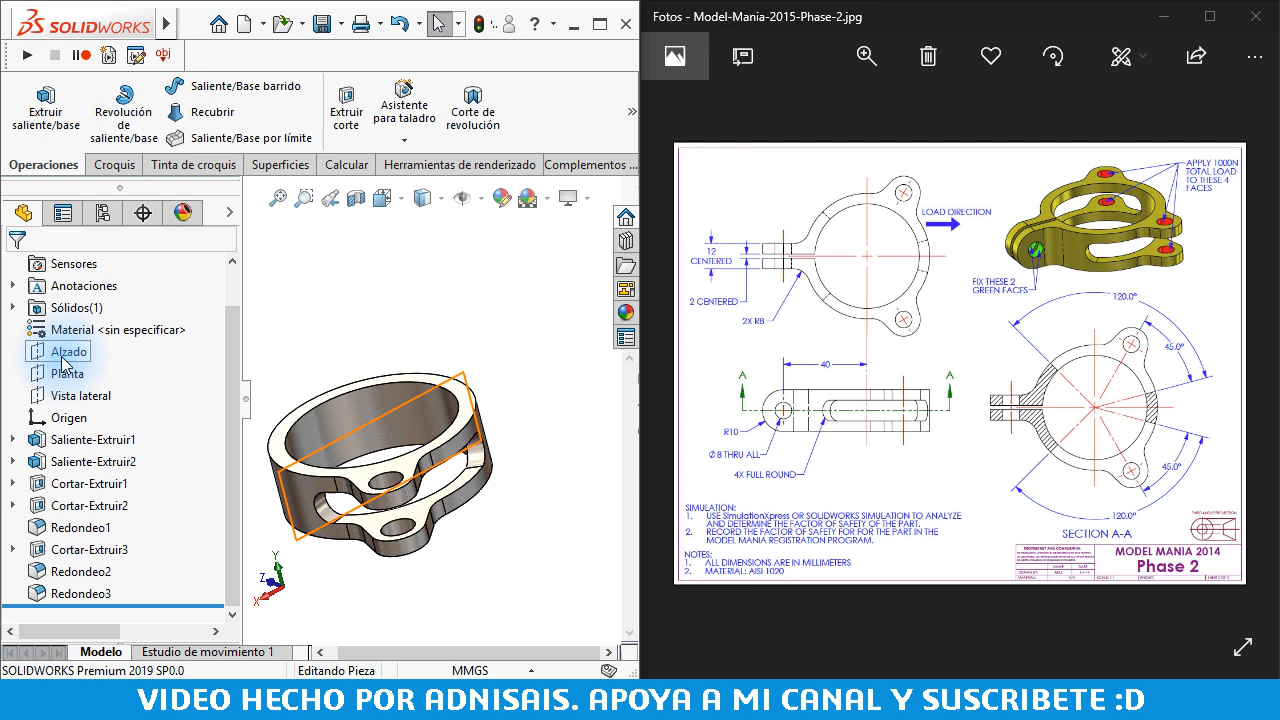 SOLIDWORKS
?
obj
Extruir
saliente/base
Revolución
de
saliente/base
Saliente/Base barrido
Recubrir
Saliente/Base por límite
Extruir
corte
Asistente
para taladro
Corte de
revolución
»
Operaciones
Croquis
Tinta de croquis
Superficies
Calcular
Herramientas de renderizado
Complementos ...
Sensores
Anotaciones
Sólidos(1)
Material <sin especificar>
Alzado
Planta
Vista lateral
Origen
Saliente-Extruir1
Saliente-Extruir2
Cortar-Extruir1
Cortar-Extruir2
Redondeo1
Cortar-Extruir3
Redondeo2
Redondeo3
Y
Z
X
Modelo
Estudio de movimiento 1
SOLIDWORKS Premium 2019 SP0.0
Editando Pieza
MMGS
Fotos - Model-Mania-2015-Phase-2.jpg
APPLY 1000N
TOTAL LOAD
TO THESE 4
FACES
LOAD DIRECTION
12
CENTERED
2 CENTERED
2X R8
FIX THESE 2
GREEN FACES
120.0°
45.0°
40
A
A
R10
Ø8 THRU ALL
4X FULL ROUND
45.0°
120.0°
SECTION A-A
SIMULATION:
1. USE SimulationXpress OR SOLIDWORKS SIMULATION TO ANALYZE
AND DETERMINE THE FACTOR OF SAFETY OF THE PART.
2. RECORD THE FACTOR OF SAFETY FOR FOR THE PART IN THE
MODEL MANIA REGISTRATION PROGRAM.
NOTES:
1. ALL DIMENSIONS ARE IN MILLIMETERS
2. MATERIAL: AISI 1020
THIRD ANGLE PROJECTION
PROPRIETARY AND CONFIDENTIAL
MODEL MANIA 2014
Phase 2
VIDEO HECHO POR ADNISAIS. APOYA A MI CANAL Y SUSCRIBETE :D